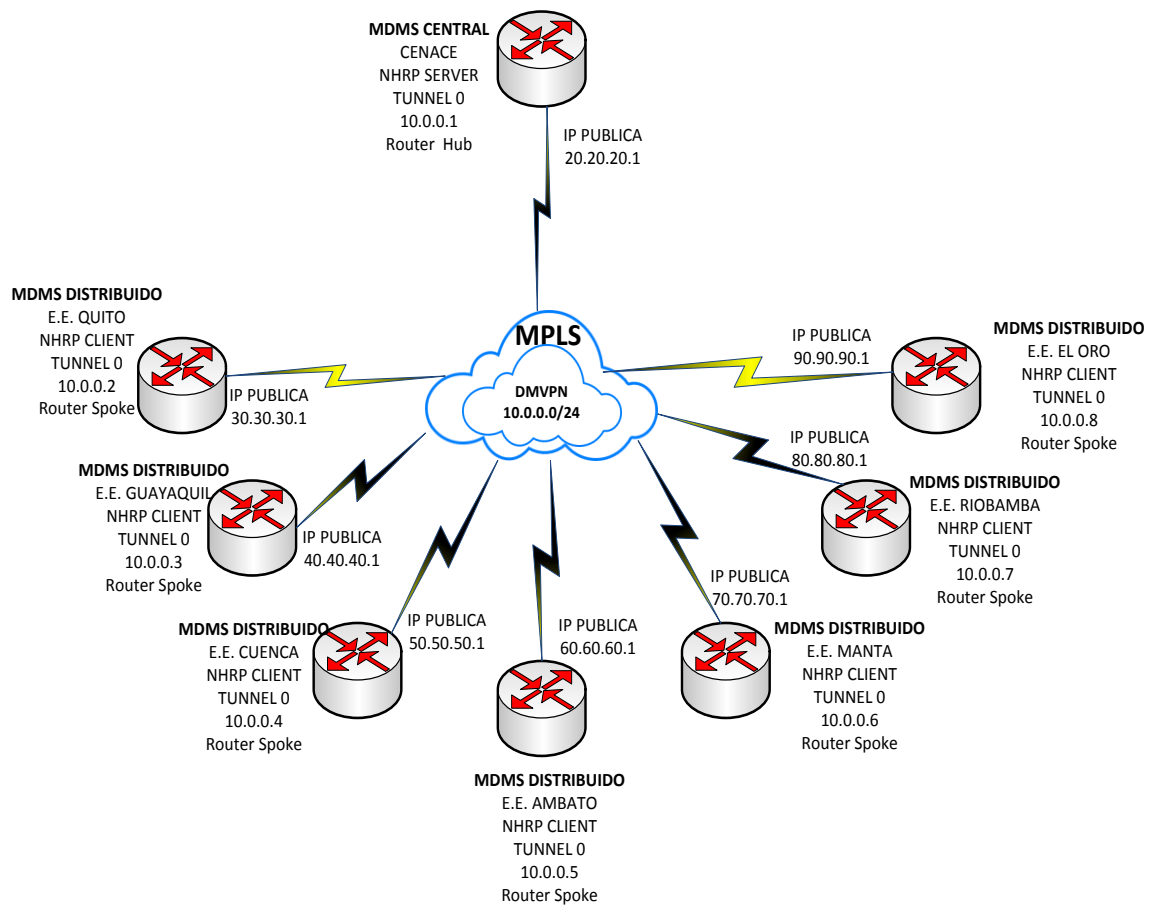 MDMS CENTRAL
CENACE
NHRP SERVER
TUNNEL 0
10.0.0.1
Router Hub
IP PUBLICA
20.20.20.1
MPLS
DMVPN
10.0.0.0/24
MDMS DISTRIBUIDO
E.E. QUITO
NHRP CLIENT
TUNNEL 0
10.0.0.2
Router Spoke
IP PUBLICA
30.30.30.1
MDMS DISTRIBUIDO
E.E. GUAYAQUIL
NHRP CLIENT
TUNNEL 0
10.0.0.3
Router Spoke
IP PUBLICA
40.40.40.1
MDMS DISTRIBUIDO
E.E. CUENCA
NHRP CLIENT
TUNNEL 0
10.0.0.4
Router Spoke
IP PUBLICA
50.50.50.1
MDMS DISTRIBUIDO
E.E. AMBATO
NHRP CLIENT
TUNNEL 0
10.0.0.5
Router Spoke
IP PUBLICA
60.60.60.1
MDMS DISTRIBUIDO
E.E. MANTA
NHRP CLIENT
TUNNEL 0
10.0.0.6
Router Spoke
IP PUBLICA
70.70.70.1
MDMS DISTRIBUIDO
E.E. RIOBAMBA
NHRP CLIENT
TUNNEL 0
10.0.0.7
Router Spoke
IP PUBLICA
80.80.80.1
MDMS DISTRIBUIDO
E.E. EL ORO
NHRP CLIENT
TUNNEL 0
10.0.0.8
Router Spoke
IP PUBLICA
90.90.90.1